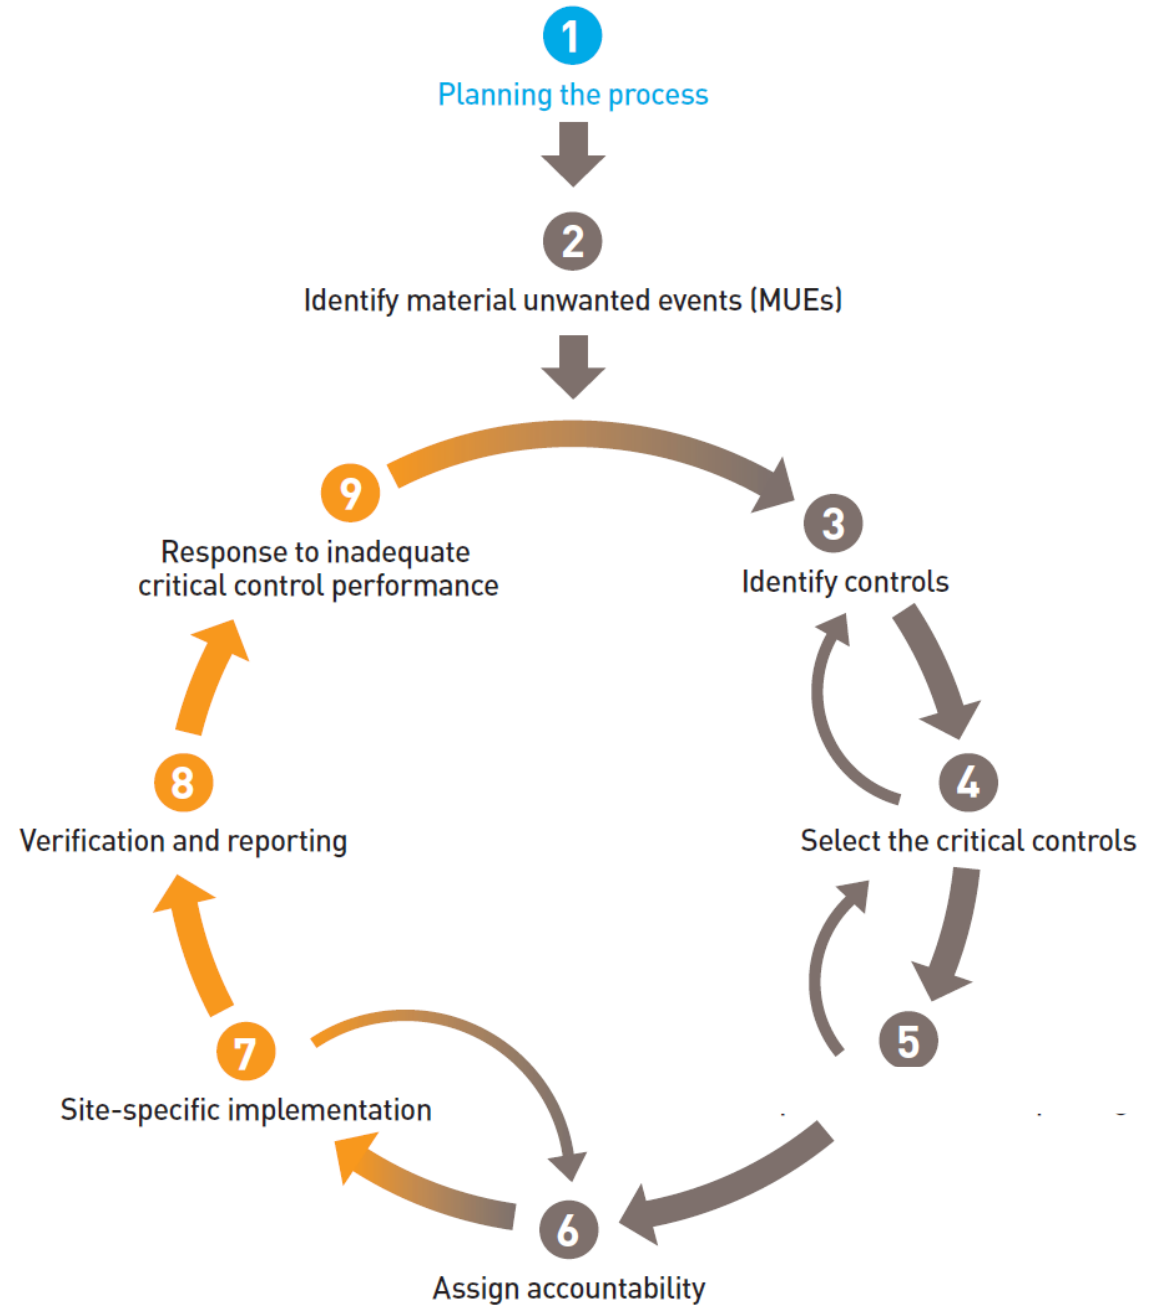 1
Planning the process
2
Identify material unwanted events (MUEs)
9
Response to inadequate
critical control performance
3
Identify controls
8
Verification and reporting
4
Select the critical controls
7
Site-specific implementation
5
6
Assign accountability